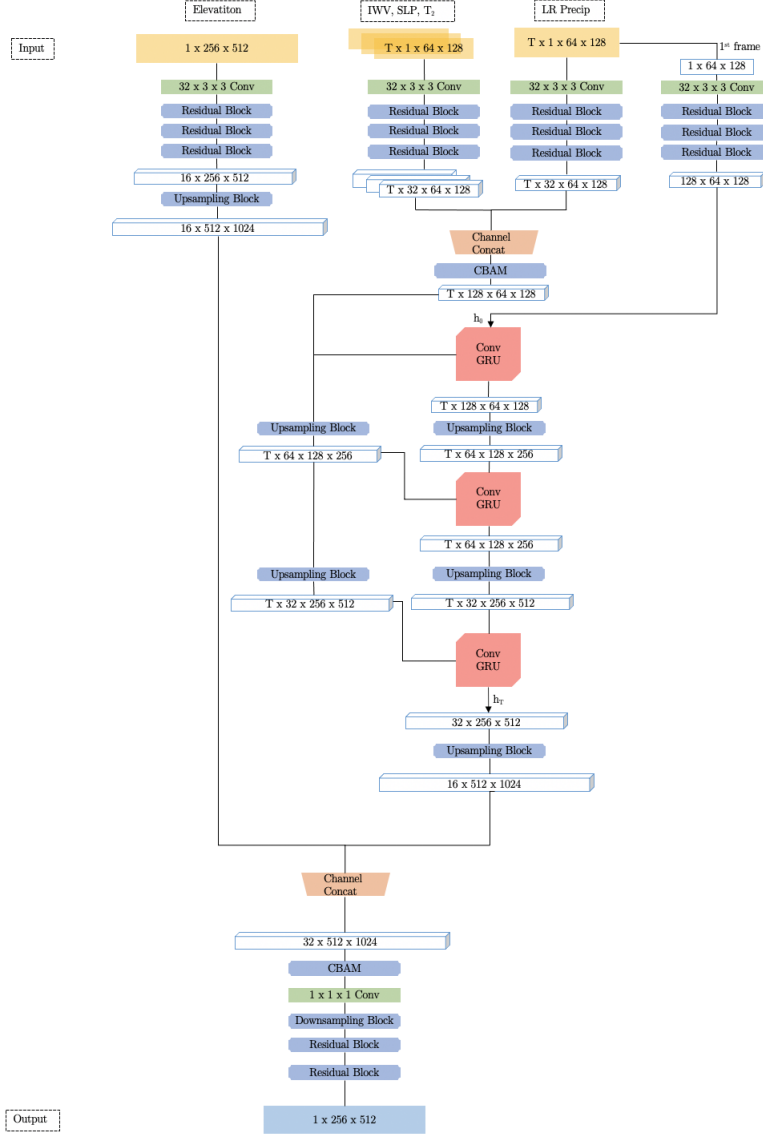 Elevatiton
IWV, SLP, T₂
LR Precip
Input
1 x 256 x 512
T x 1 x 64 x 128
T x 1 x 64 x 128
1ˢᵗ frame
1 x 64 x 128
32 x 3 x 3 Conv
32 x 3 x 3 Conv
32 x 3 x 3 Conv
32 x 3 x 3 Conv
Residual Block
Residual Block
Residual Block
Residual Block
Residual Block
Residual Block
Residual Block
Residual Block
Residual Block
Residual Block
Residual Block
Residual Block
16 x 256 x 512
T x 32 x 64 x 128
T x 32 x 64 x 128
128 x 64 x 128
Upsampling Block
16 x 512 x 1024
Channel
Concat
CBAM
T x 128 x 64 x 128
h₀
Conv
GRU
T x 128 x 64 x 128
Upsampling Block
Upsampling Block
T x 64 x 128 x 256
T x 64 x 128 x 256
Conv
GRU
T x 64 x 128 x 256
Upsampling Block
Upsampling Block
T x 32 x 256 x 512
T x 32 x 256 x 512
Conv
GRU
h_T
32 x 256 x 512
Upsampling Block
16 x 512 x 1024
Channel
Concat
32 x 512 x 1024
CBAM
1 x 1 x 1 Conv
Downsampling Block
Residual Block
Residual Block
Output
1 x 256 x 512